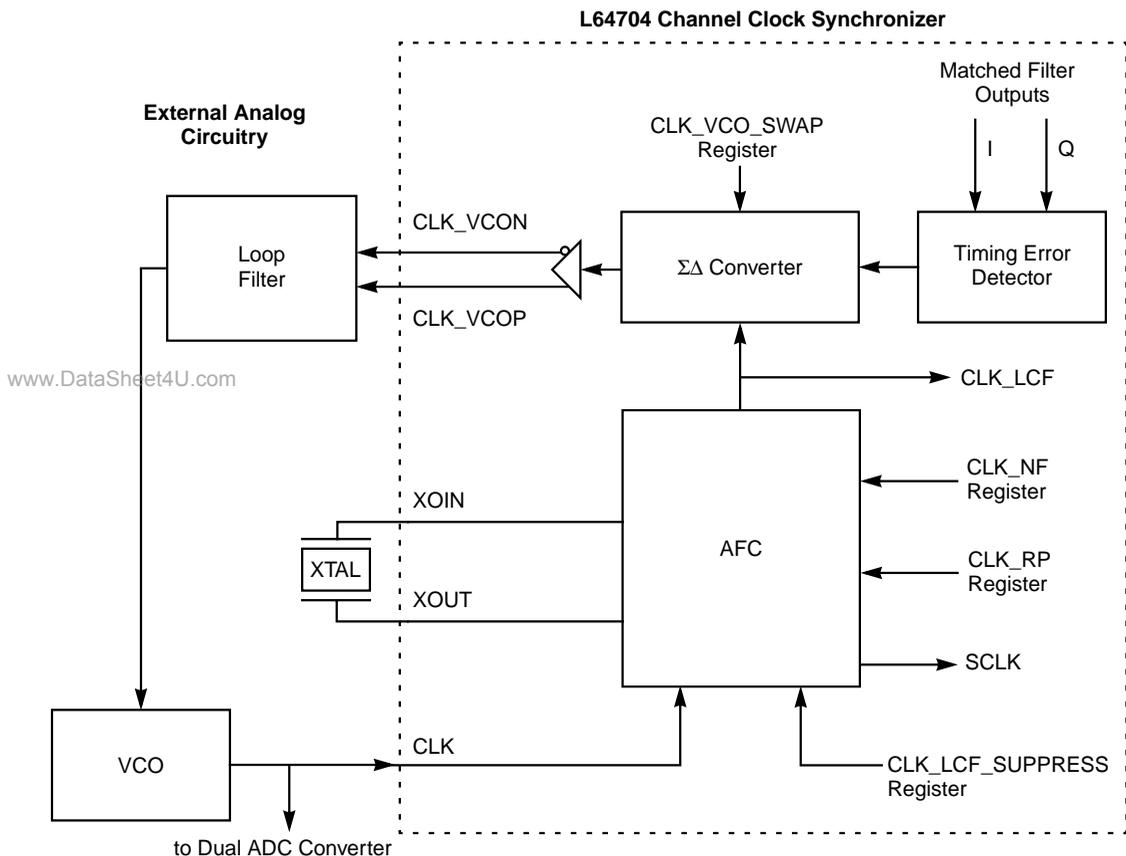 L64704 Channel Clock Synchronizer
Matched Filter
Outputs
External Analog
Circuitry
CLK_VCO_SWAP
Register
I
Q
CLK_VCON
Loop
Filter
ΣΔ Converter
Timing Error
Detector
CLK_VCOP
www.DataSheet4U.com
CLK_LCF
CLK_NF
Register
XOIN
AFC
XTAL
CLK_RP
Register
XOUT
SCLK
CLK
VCO
CLK_LCF_SUPPRESS
Register
to Dual ADC Converter